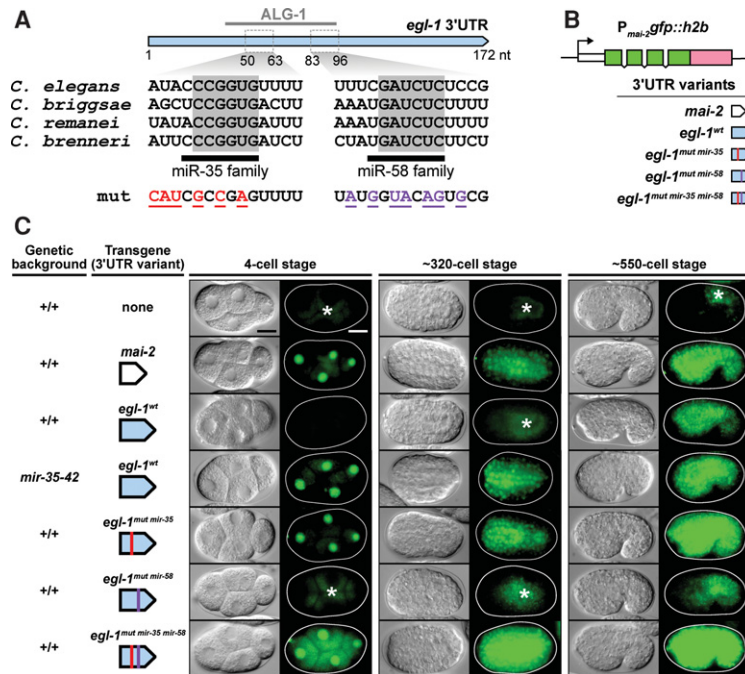 A
ALG-1
egl-1 3'UTR
1 50 63 83 96 172 nt
C. elegans AUACCCGGUGUUUU UUUCGAUCUCUCCG
C. briggsae AGCUCCCGGUGACUU AAAUGAUCUCUUUU
C. remanei UAUACCCGGUGUUUU AAAAGAUCUCUUUU
C. brenneri AUUCCCGGUGAUCU CUAUGAUCUCUUCU
miR-35 family miR-58 family
mut CAUCGCCGAGUUUU UAUGGUACAGUGCG
B
Pmai-2gfp::h2b
3'UTR variants
mai-2
egl-1wt
egl-1mut mir-35
egl-1mut mir-58
egl-1mut mir-35 mir-58
C
Genetic background Transgene (3'UTR variant) 4-cell stage ~320-cell stage ~550-cell stage
+/+ none * * *
+/+ mai-2
+/+ egl-1wt *
mir-35-42 egl-1wt
+/+ egl-1mut mir-35
+/+ egl-1mut mir-58 * *
+/+ egl-1mut mir-35 mir-58